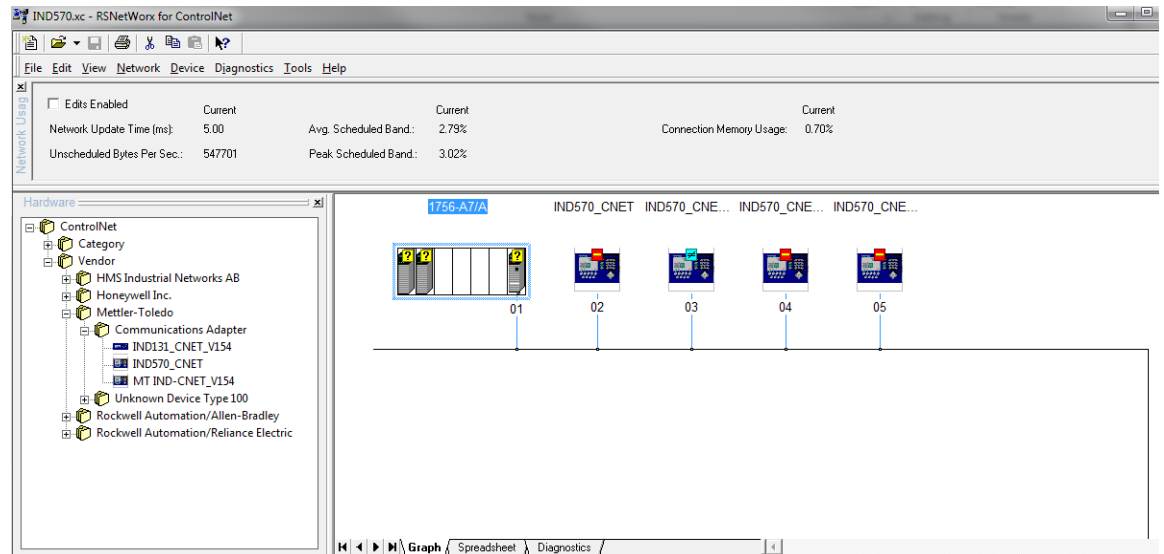 IND570.xc - RSNetWorx for ControlNet
File Edit View Network Device Diagnostics Tools Help
Network Usag
Edits Enabled
Current
Current
Current
Network Update Time (ms): 5.00 Avg. Scheduled Band.: 2.79% Connection Memory Usage: 0.70%
Unscheduled Bytes Per Sec.: 547701 Peak Scheduled Band.: 3.02%
Hardware
ControlNet
Category
Vendor
HMS Industrial Networks AB
Honeywell Inc.
Mettler-Toledo
Communications Adapter
IND131_CNET_V154
IND570_CNET
MT IND-CNET_V154
Unknown Device Type 100
Rockwell Automation/Allen-Bradley
Rockwell Automation/Reliance Electric
1756-A7/A IND570_CNET IND570_CNE... IND570_CNE... IND570_CNE...
? ? ?
01 02 03 04 05
Graph Spreadsheet Diagnostics